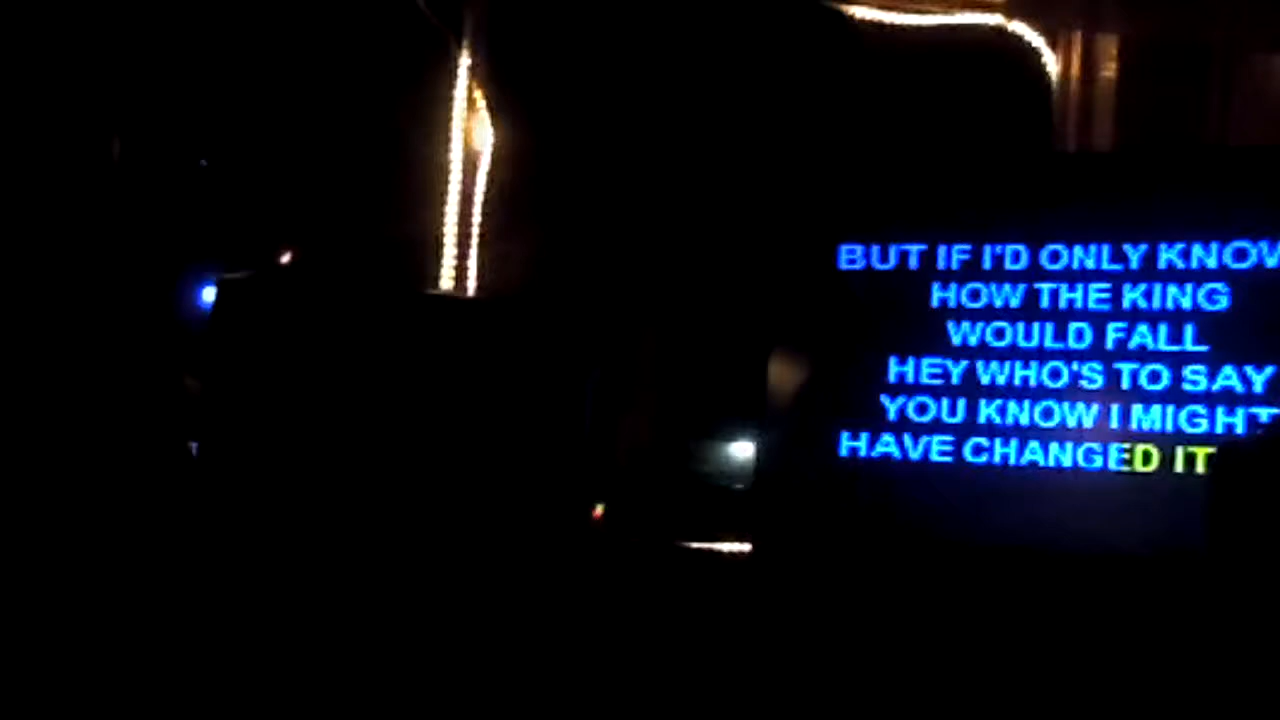 BUT IF I'D ONLY KNOW
HOW THE KING
WOULD FALL
HEY WHO'S TO SAY
YOU KNOW I MIGHT
HAVE CHANGED IT